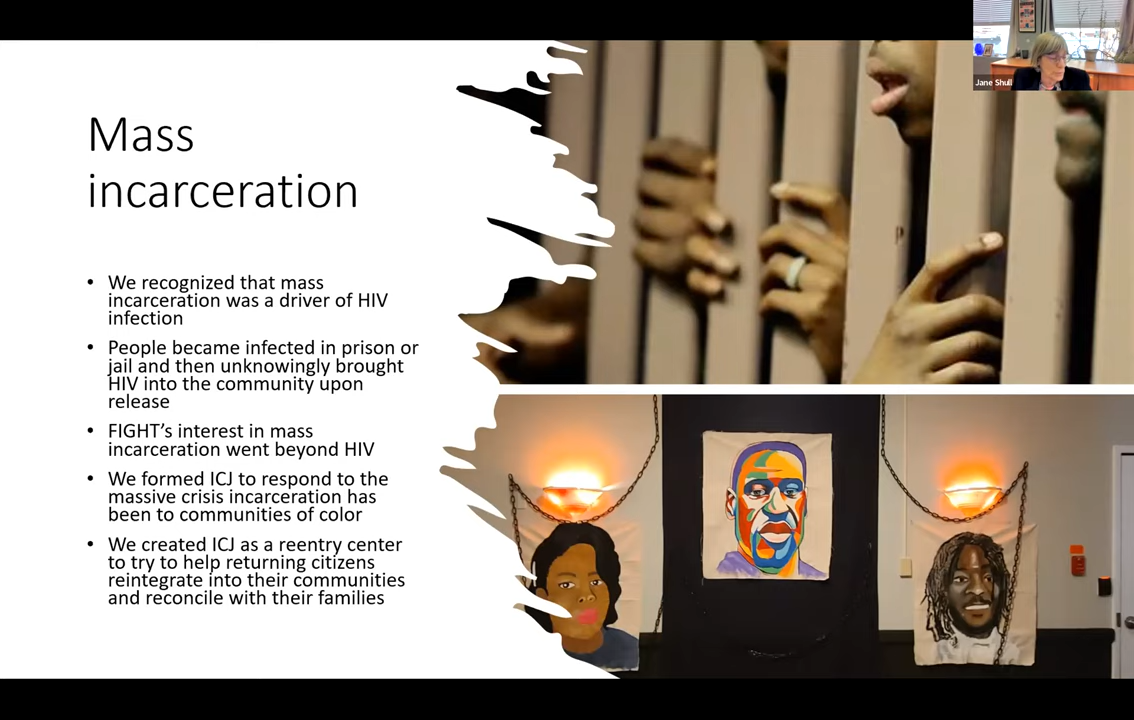 Jane Shull
Mass
incarceration
• We recognized that mass
incarceration was a driver of HIV
infection
• People became infected in prison or
jail and then unknowingly brought
HIV into the community upon
release
• FIGHT’s interest in mass
incarceration went beyond HIV
• We formed ICJ to respond to the
massive crisis incarceration has
been to communities of color
• We created ICJ as a reentry center
to try to help returning citizens
reintegrate into their communities
and reconcile with their families